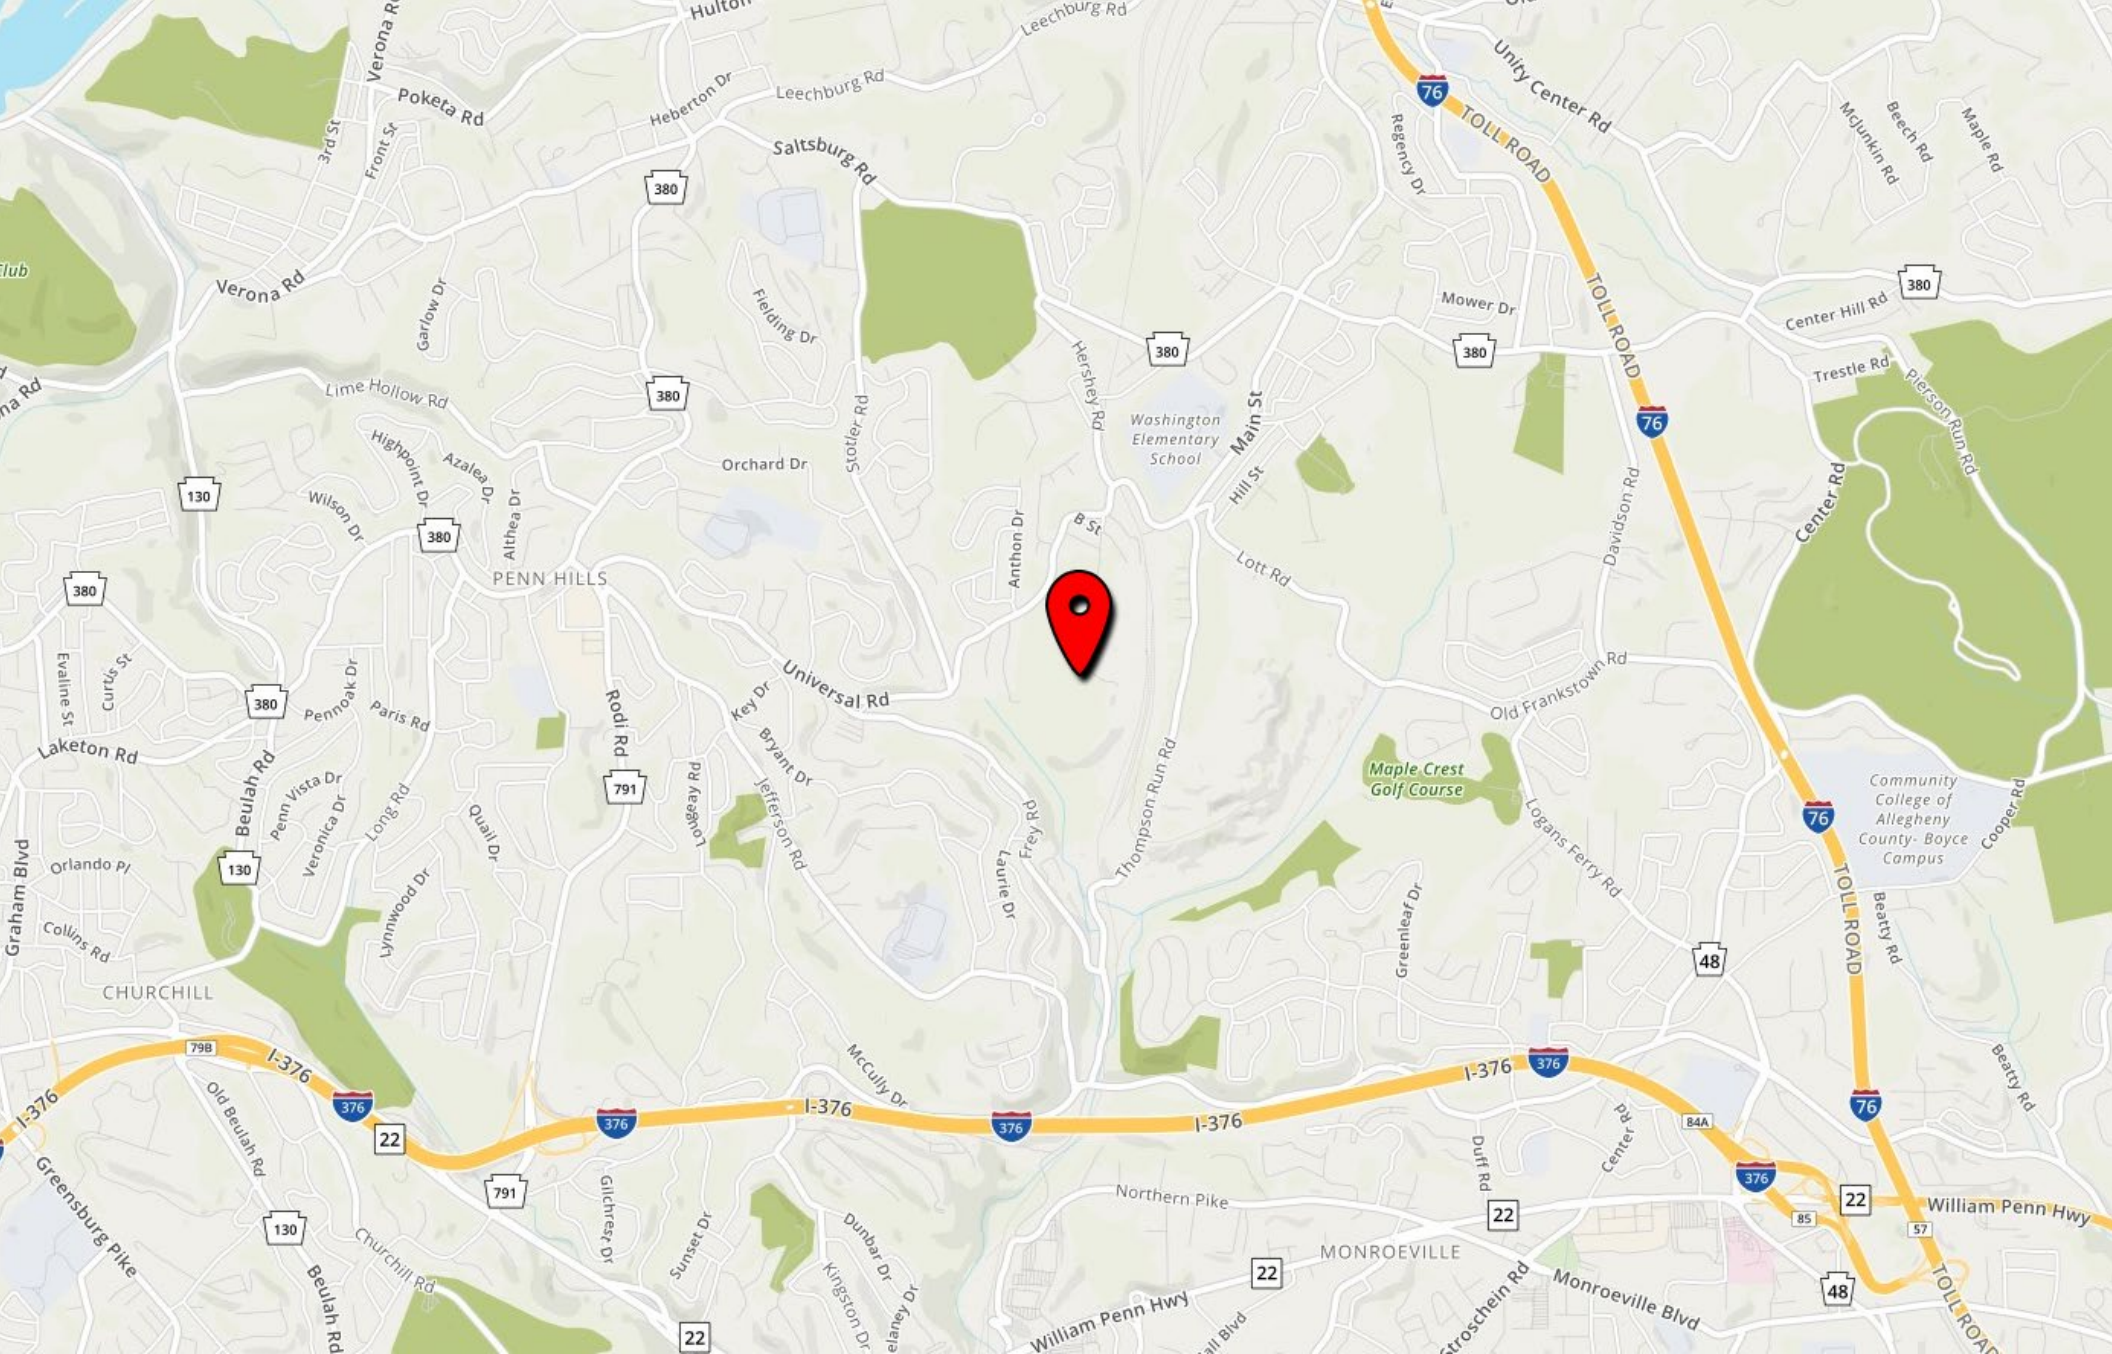 Hulton
Leechburg Rd
Verona Rd
Poketa Rd
Heberton Dr
Leechburg Rd
76
TOLL ROAD
Unity Center Rd
McJunkin Rd
Beech Rd
Maple Rd
3rd St
Front St
Saltsburg Rd
380
Regency Dr
Verona Rd
Garlow Dr
Fielding Dr
Mower Dr
TOLL ROAD
380
Center Hill Rd
380
380
Trestle Rd
Pierson Run Rd
Lime Hollow Rd
380
Hershey Rd
Washington
Elementary
School
Main St
76
Stotler Rd
Highpoint Dr
Azalea Dr
Orchard Dr
Hill St
Davidson Rd
Center Rd
130
Wilson Dr
380
Althea Dr
Anthon Dr
B St
Lott Rd
PENN HILLS
380
Evaline St
Curtis St
380
Pennoak Dr
Paris Rd
Rodi Rd
Key Dr
Universal Rd
Old Frankstown Rd
Laketon Rd
Beulah Rd
Penn Vista Dr
Veronica Dr
Long Rd
Quail Dr
791
Longeay Rd
Bryant Dr
Jefferson Rd
Frey Rd
Laurie Dr
Thompson Run Rd
Maple Crest
Golf Course
Logans Ferry Rd
76
Community
College of
Allegheny
County- Boyce
Campus
Cooper Rd
Graham Blvd
Orlando Pl
130
Collins Rd
Lynnwood Dr
Greenleaf Dr
48
TOLL ROAD
Beatty Rd
CHURCHILL
79B
I-376
I-376
376
22
376
I-376
McCully Dr
376
I-376
I-376
376
84A
76
Beatty Rd
Old Beulah Rd
Greensburg Pike
130
791
Gilchresr Dr
Sunset Dr
Churchill Rd
Beulah Rd
22
Dunbar Dr
Kingston Dr
elaney Dr
Northern Pike
Duff Rd
Center Rd
376
22
22
85
57
William Penn Hwy
MONROEVILLE
22
William Penn Hwy
all Blvd
Stroschein Rd
Monroeville Blvd
48
TOLL ROAD